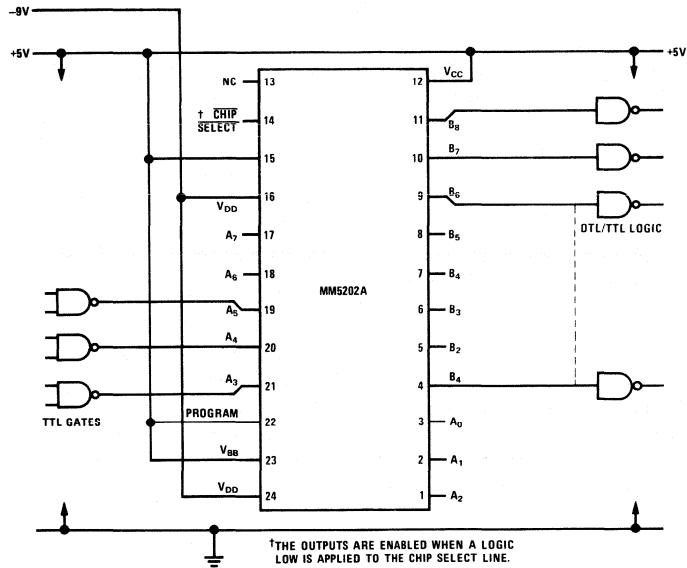 –9V
+5V
+5V
NC 13
12 VCC
† CHIP SELECT 14
11 B8
15
10 B7
16 VDD
9 B6
DTL/TTL LOGIC
A7 17
8 B5
A6 18
7 B4
MM5202A
A5 19
6 B3
A4 20
5 B2
A3 21
4 B4
TTL GATES
PROGRAM 22
3 A0
VBB 23
2 A1
VDD 24
1 A2
†THE OUTPUTS ARE ENABLED WHEN A LOGIC
LOW IS APPLIED TO THE CHIP SELECT LINE.